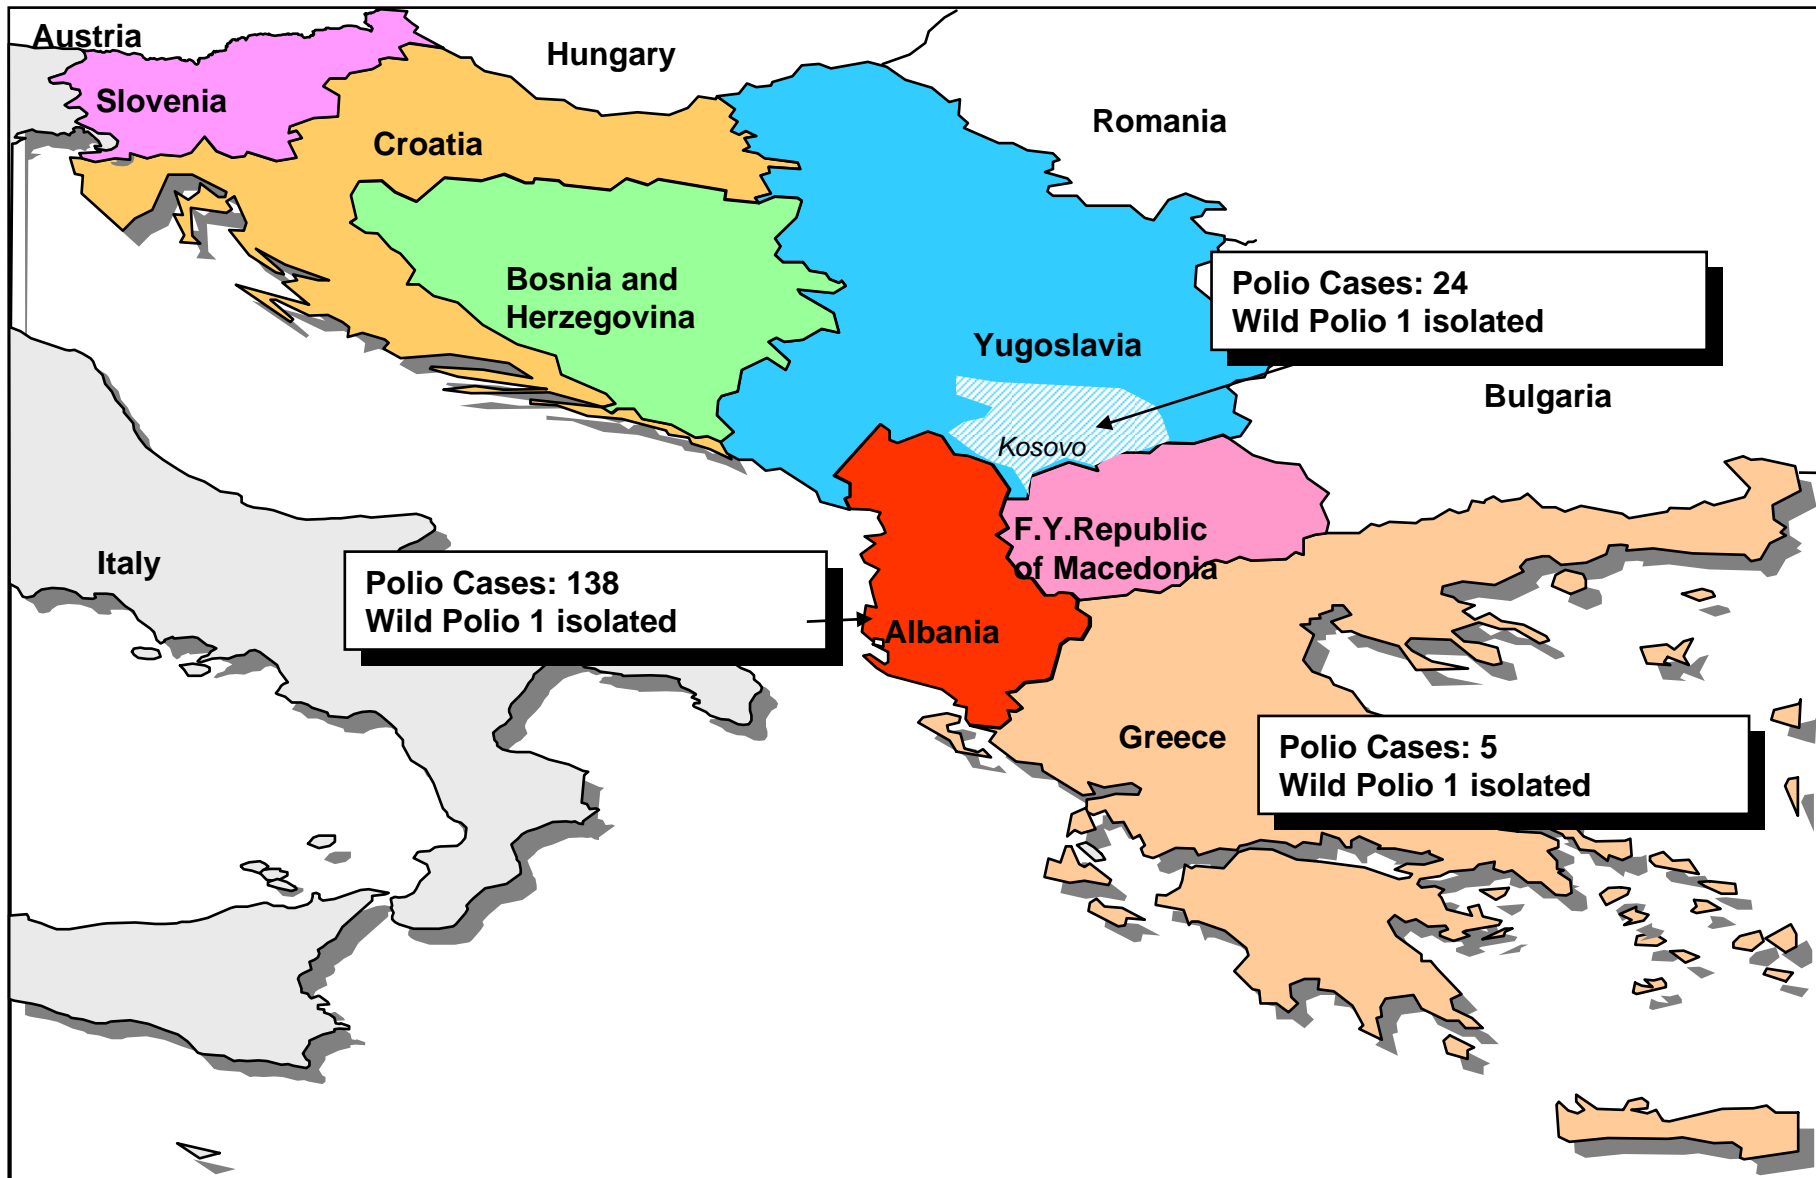 Austria
Hungary
Slovenia
Romania
Croatia
Bosnia and
Herzegovina
Polio Cases: 24
Wild Polio 1 isolated
Yugoslavia
Bulgaria
Kosovo
F.Y.Republic
of Macedonia
Italy
Polio Cases: 138
Wild Polio 1 isolated
Albania
Greece
Polio Cases: 5
Wild Polio 1 isolated